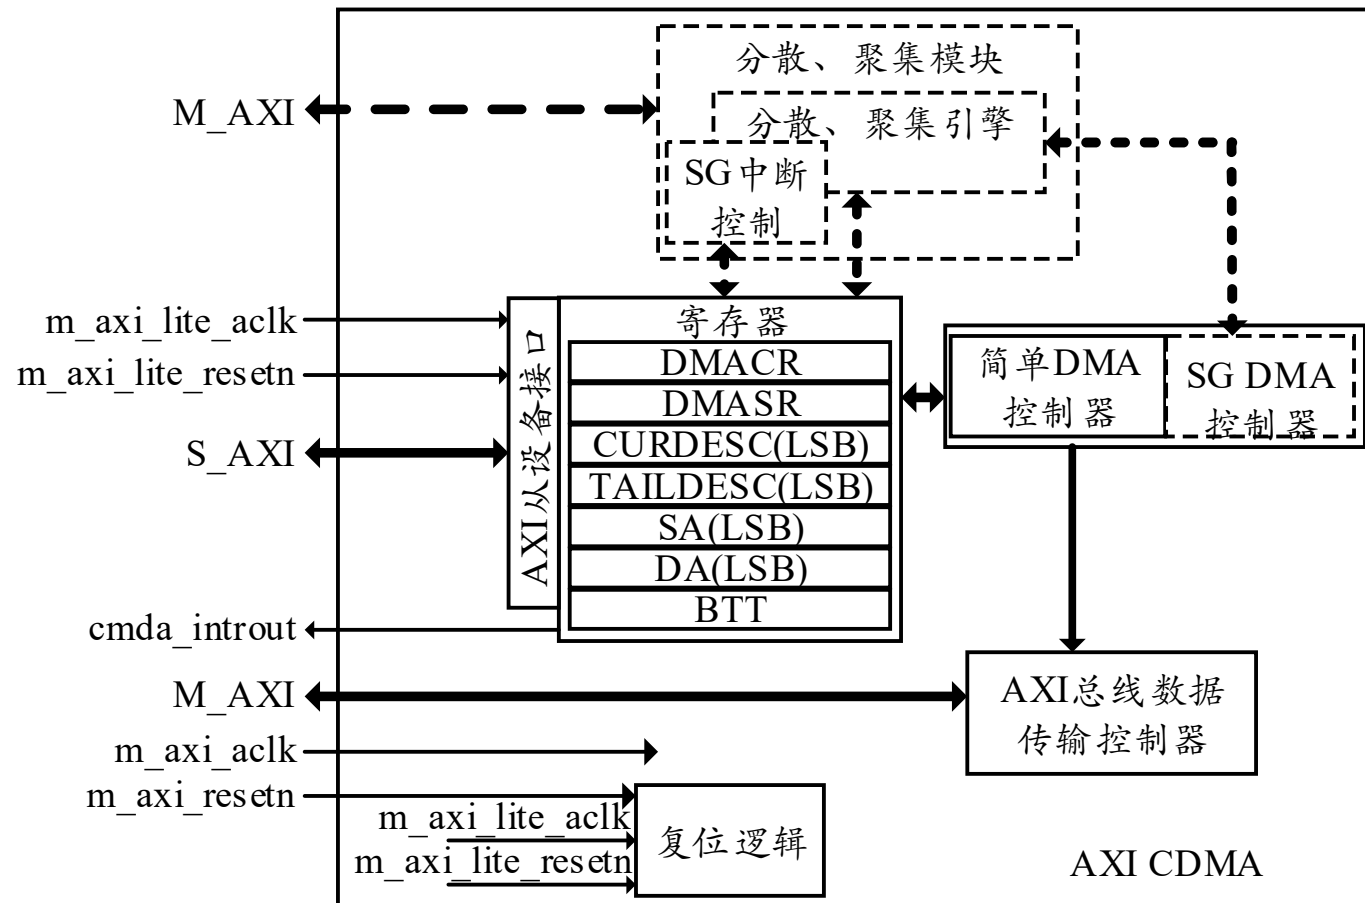 分散、聚集模块
M_AXI
分散、聚集引擎
SG中断
控制
m_axi_lite_aclk
m_axi_lite_resetn
S_AXI
cmda_introut
M_AXI
m_axi_aclk
m_axi_resetn
AXI从设备接口
寄存器
DMACR
DMASR
CURDESC(LSB)
TAILDESC(LSB)
SA(LSB)
DA(LSB)
BTT
简单DMA
控制器
SG DMA
控制器
AXI总线数据
传输控制器
m_axi_lite_aclk
m_axi_lite_resetn
复位逻辑
AXI CDMA